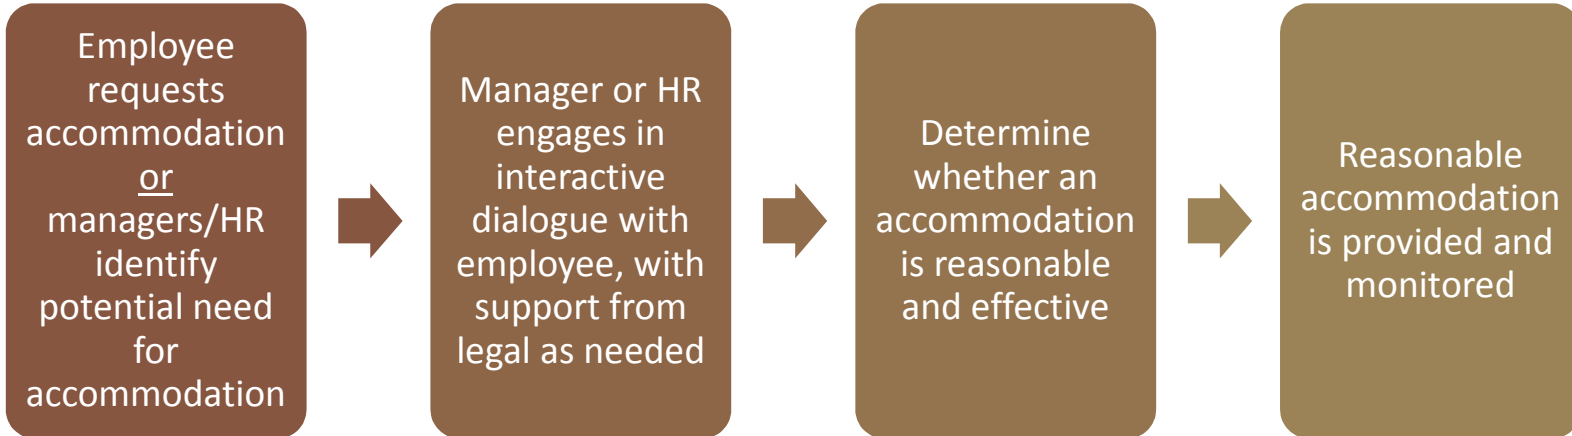 Employee
requests
accommodation
or
managers/HR
identify
potential need
for
accommodation
Manager or HR
engages in
interactive
dialogue with
employee, with
support from
legal as needed
Determine
whether an
accommodation
is reasonable
and effective
Reasonable
accommodation
is provided and
monitored